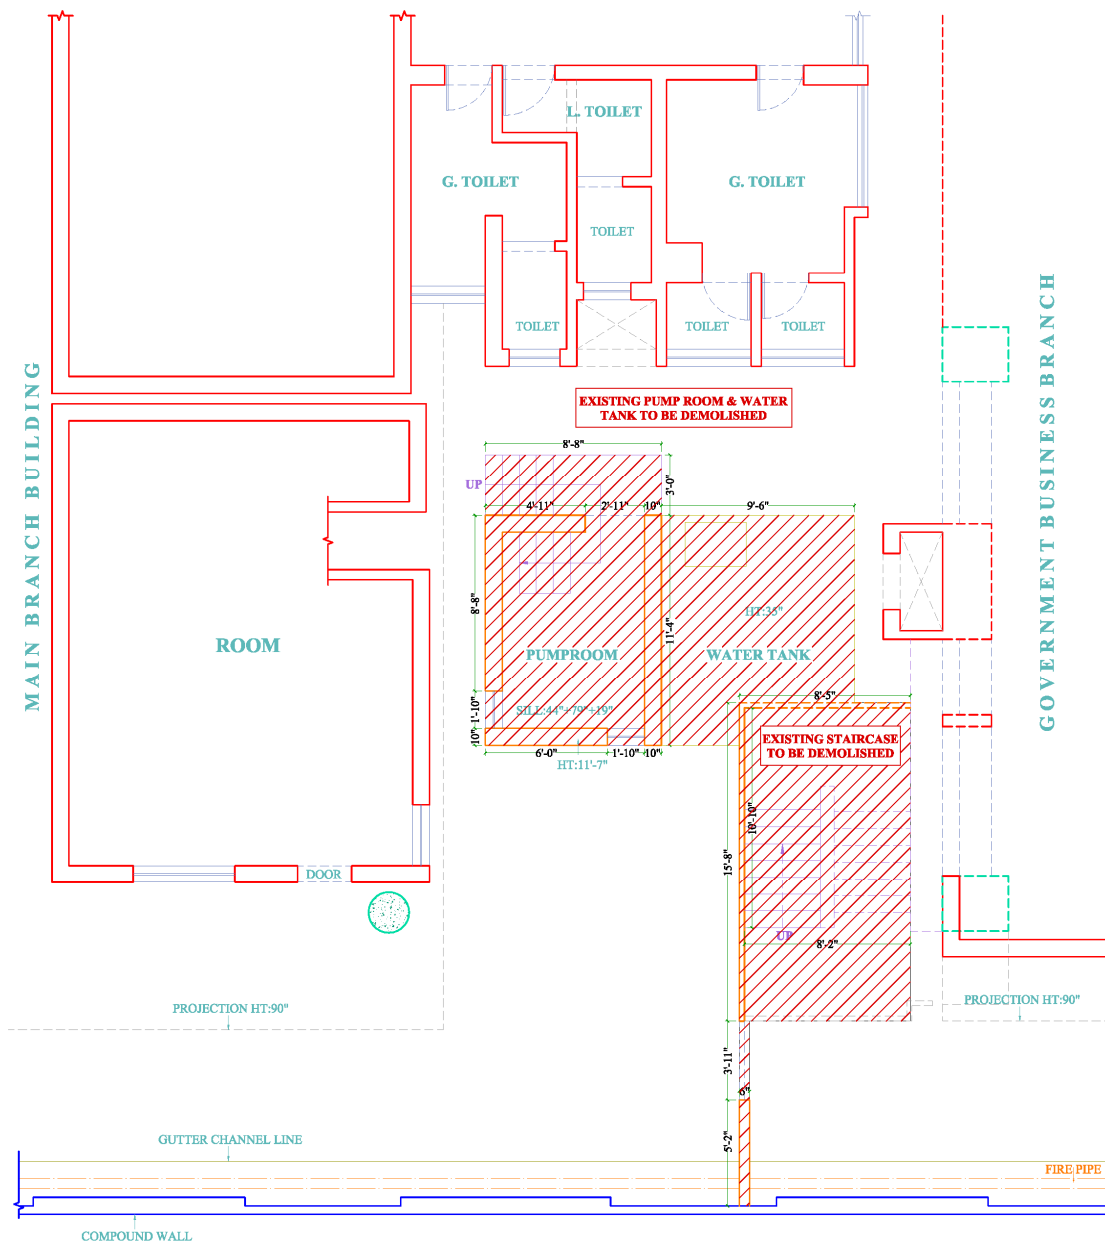 L. TOILET
G. TOILET
G. TOILET
TOILET
TOILET
TOILET
TOILET
MAIN BRANCH BUILDING
GOVERNMENT BUSINESS BRANCH
EXISTING PUMP ROOM & WATER
TANK TO BE DEMOLISHED
8'-8"
UP
3'-0"
4'-11"
2'-11"
10"
9'-6"
8'-8"
HT:35"
11'-4"
ROOM
PUMPROOM
WATER TANK
8'-5"
1'-10"
SILL:44"+79"+19"
10"
6'-0"
1'-10"
10"
HT:11'-7"
EXISTING STAIRCASE
TO BE DEMOLISHED
10'-10"
15'-8"
DOOR
UP
8'-2"
PROJECTION HT:90"
PROJECTION HT:90"
3'-11"
6"
5'-2"
GUTTER CHANNEL LINE
FIRE PIPE
COMPOUND WALL